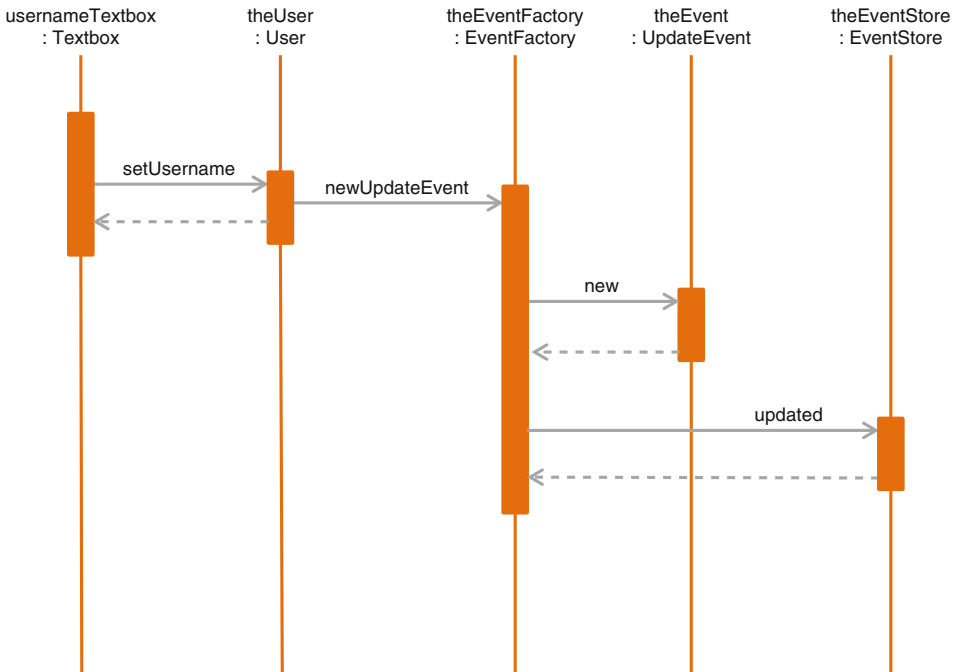 usernameTextbox
: Textbox
theUser
: User
theEventFactory
: EventFactory
theEvent
: UpdateEvent
theEventStore
: EventStore
setUsername
newUpdateEvent
new
updated